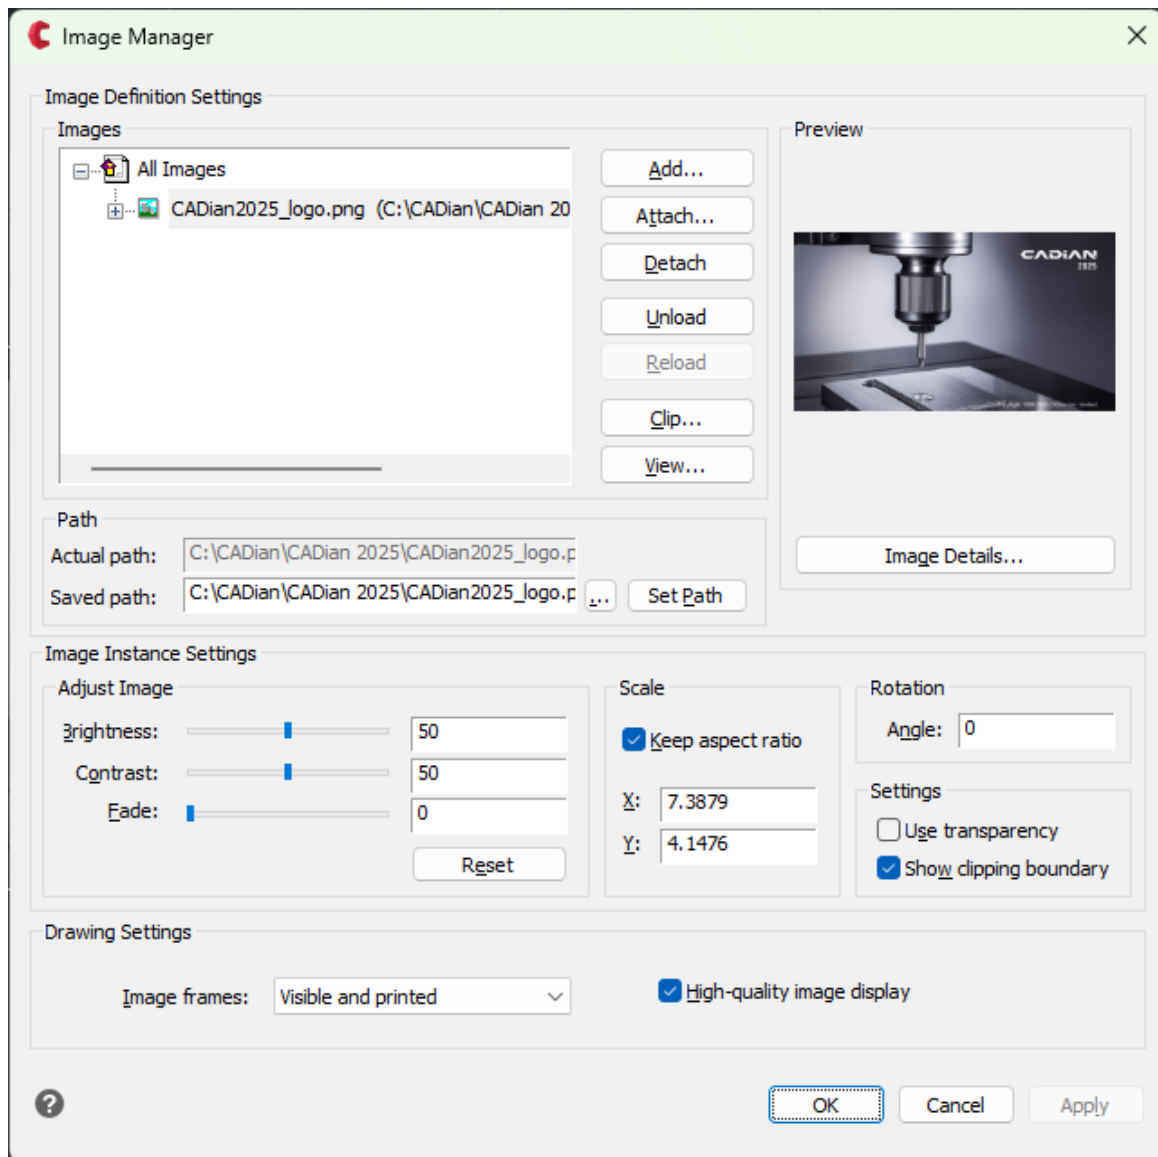 Image Manager
Image Definition Settings
Images
All Images
CADian2025_logo.png (C:\CADian\CADian 20
Add...
Attach...
Detach
Unload
Reload
Clip...
View...
Preview
CADIAN
2025
Image Details...
Path
Actual path: C:\CADian\CADian 2025\CADian2025_logo.p
Saved path: C:\CADian\CADian 2025\CADian2025_logo.p ... Set Path
Image Instance Settings
Adjust Image
Brightness: 50
Contrast: 50
Fade: 0
Reset
Scale
Keep aspect ratio
X: 7.3879
Y: 4.1476
Rotation
Angle: 0
Settings
Use transparency
Show clipping boundary
Drawing Settings
Image frames: Visible and printed
High-quality image display
? OK Cancel Apply